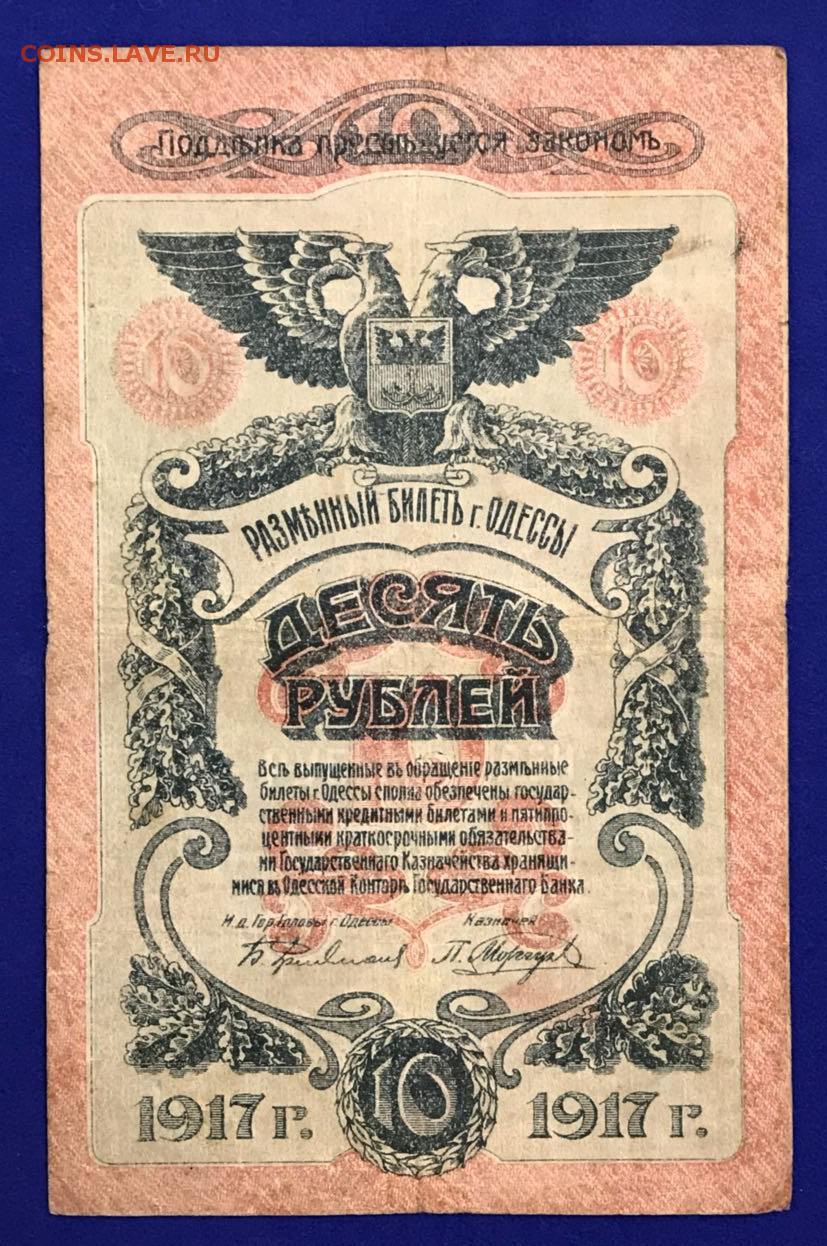 COINS.LAVE.РУ
Поддѣлка преслѣдуется закономъ
10 10
РАЗМѢННЫЙ БИЛЕТЪ г. ОДЕССЫ
ДЕСЯТЬ
РУБЛЕЙ
Всѣ выпущенные въ обращеніе размѣнные
билеты г. Одессы сполна обезпечены государ-
ственными кредитными билетами и пятипро-
центными краткосрочными обязательства-
ми Государственнаго Казначейства хранящи-
мися въ Одесской Конторѣ Государственнаго Банка.
И.д. Гор. Головы г. Одессы Казначей
10
1917 г. 1917 г.